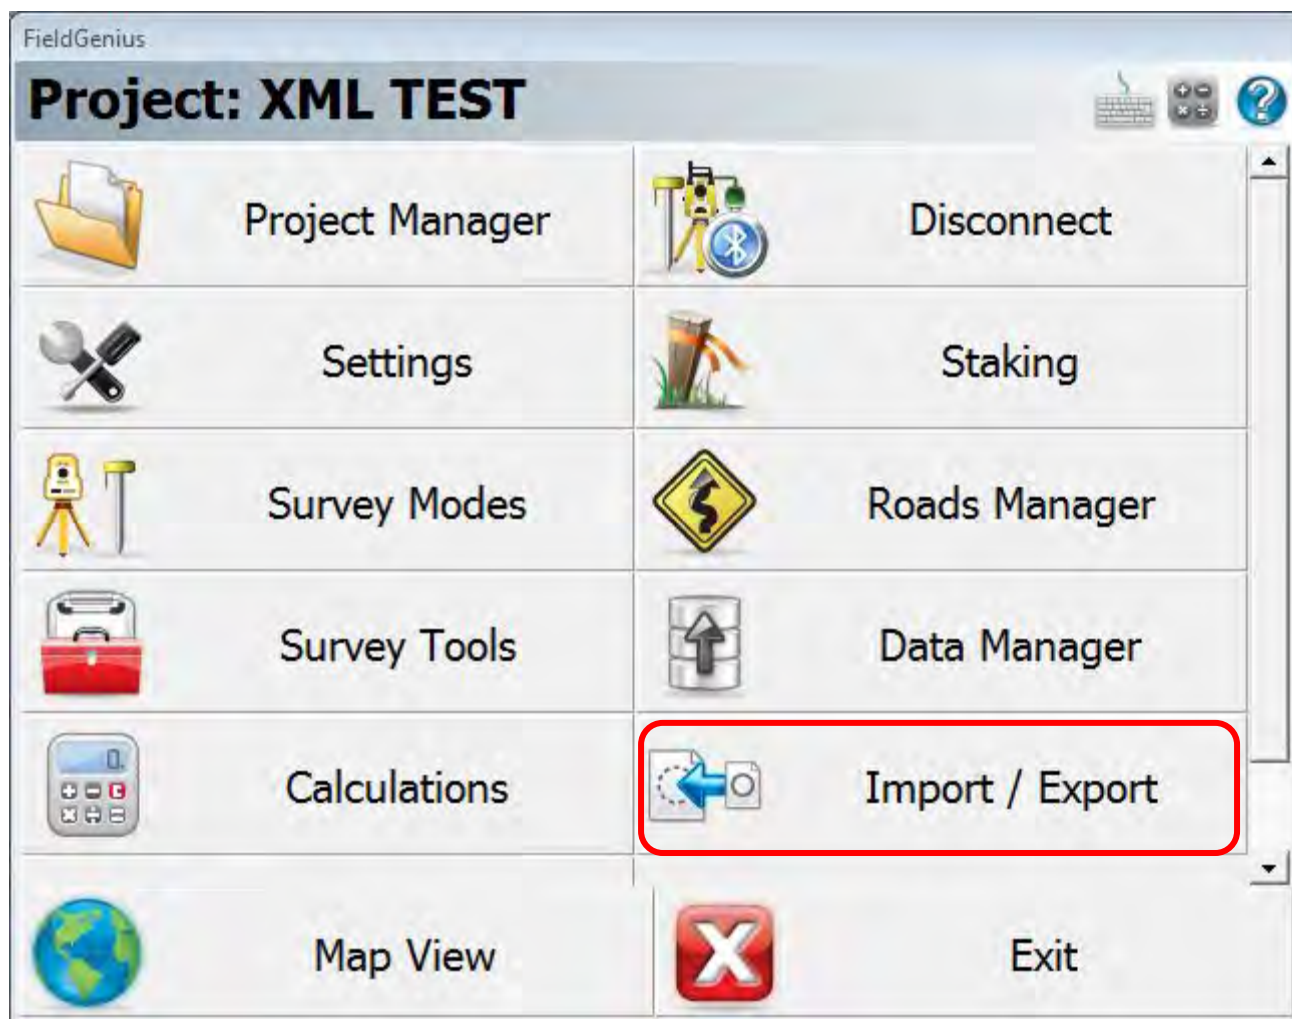 FieldGenius
Project: XML TEST
Project Manager
Disconnect
Settings
Staking
Survey Modes
Roads Manager
Survey Tools
Data Manager
0.
Calculations
Import / Export
Map View
Exit